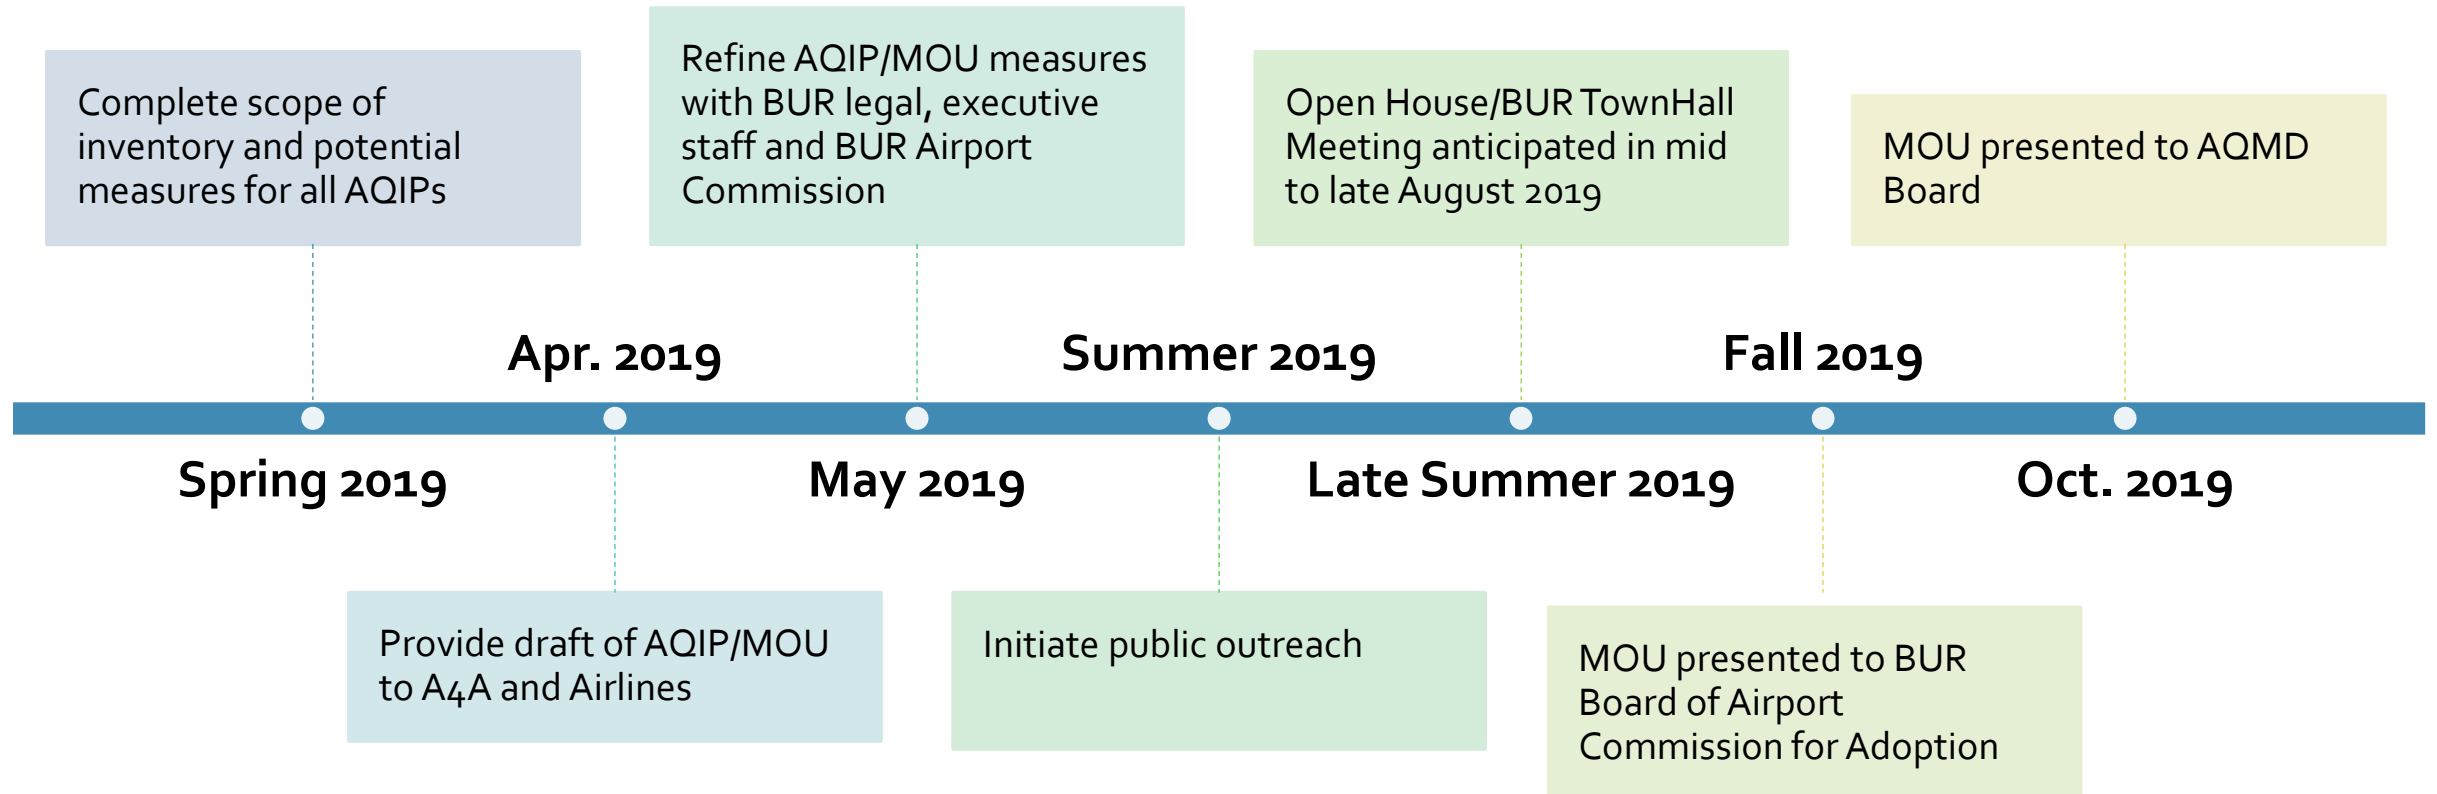 Complete scope of
inventory and potential
measures for all AQIPs
Refine AQIP/MOU measures
with BUR legal, executive
staff and BUR Airport
Commission
Open House/BUR TownHall
Meeting anticipated in mid
to late August 2019
MOU presented to AQMD
Board
Apr. 2019
Summer 2019
Fall 2019
Spring 2019
May 2019
Late Summer 2019
Oct. 2019
Provide draft of AQIP/MOU
to A4A and Airlines
Initiate public outreach
MOU presented to BUR
Board of Airport
Commission for Adoption